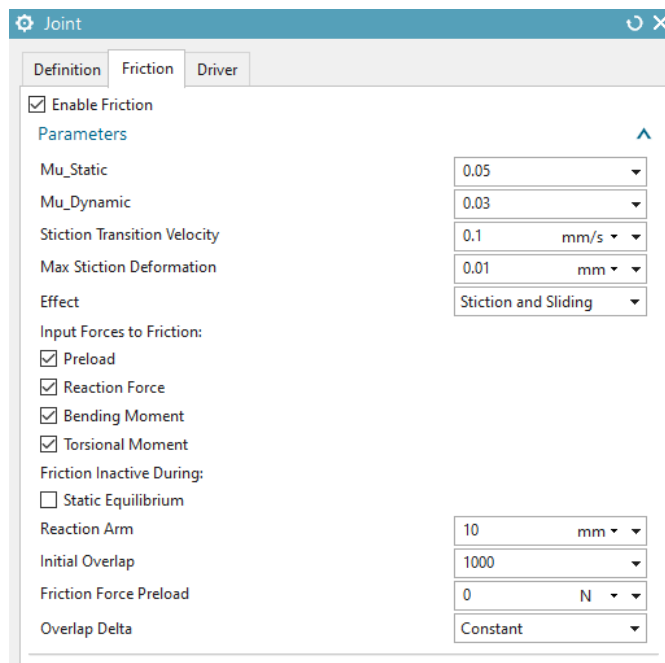 Joint
Definition Friction Driver
Enable Friction
Parameters
Mu_Static 0.05
Mu_Dynamic 0.03
Stiction Transition Velocity 0.1 mm/s
Max Stiction Deformation 0.01 mm
Effect Stiction and Sliding
Input Forces to Friction:
Preload
Reaction Force
Bending Moment
Torsional Moment
Friction Inactive During:
Static Equilibrium
Reaction Arm 10 mm
Initial Overlap 1000
Friction Force Preload 0 N
Overlap Delta Constant